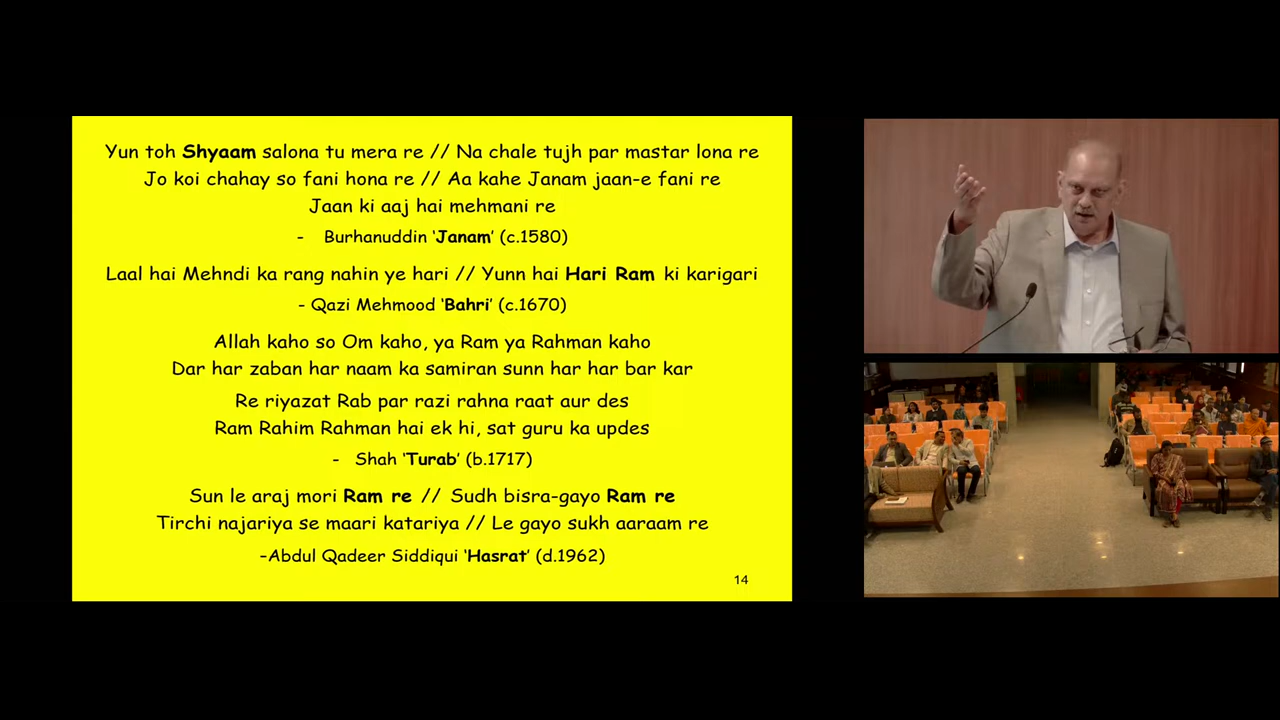 Yun toh Shyaam salona tu mera re // Na chale tujh par mastar lona re
Jo koi chahay so fani hona re // Aa kahe Janam jaan-e fani re
Jaan ki aaj hai mehmani re
- Burhanuddin ‘Janam’ (c.1580)
Laal hai Mehndi ka rang nahin ye hari // Yunn hai Hari Ram ki karigari
- Qazi Mehmood ‘Bahri’ (c.1670)
Allah kaho so Om kaho, ya Ram ya Rahman kaho
Dar har zaban har naam ka samiran sunn har har bar kar
Re riyazat Rab par razi rahna raat aur des
Ram Rahim Rahman hai ek hi, sat guru ka updes
- Shah ‘Turab’ (b.1717)
Sun le araj mori Ram re // Sudh bisra-gayo Ram re
Tirchi najariya se maari katariya // Le gayo sukh aaraam re
-Abdul Qadeer Siddiqui ‘Hasrat’ (d.1962)
14